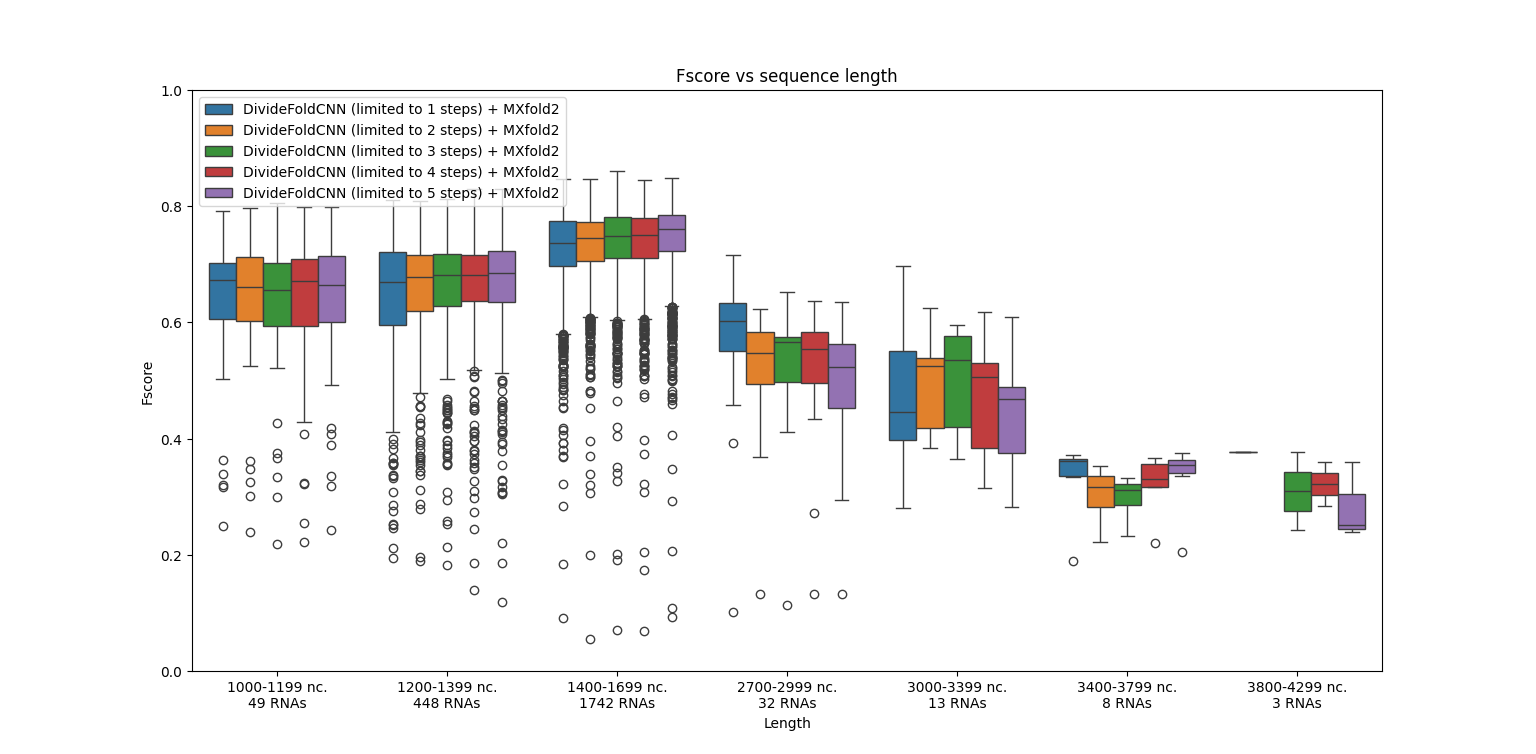 Fscore vs sequence length
1.0
0.8
0.6
0.4
0.2
0.0
Fscore
DivideFoldCNN (limited to 1 steps) + MXfold2
DivideFoldCNN (limited to 2 steps) + MXfold2
DivideFoldCNN (limited to 3 steps) + MXfold2
DivideFoldCNN (limited to 4 steps) + MXfold2
DivideFoldCNN (limited to 5 steps) + MXfold2
1000-1199 nc. 1200-1399 nc. 1400-1699 nc. 2700-2999 nc. 3000-3399 nc. 3400-3799 nc. 3800-4299 nc.
49 RNAs 448 RNAs 1742 RNAs 32 RNAs 13 RNAs 8 RNAs 3 RNAs
Length